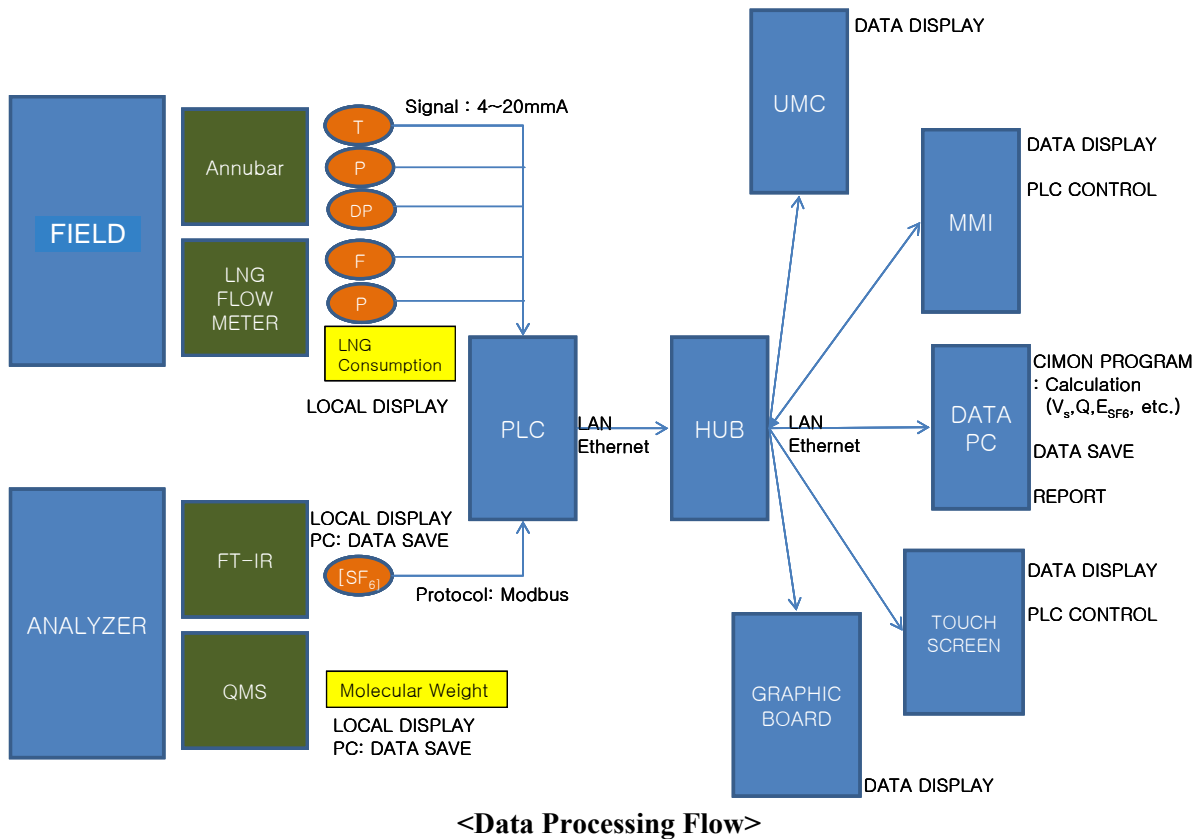 FIELD
Annubar
LNG
FLOW
METER
T
P
DP
F
P
Signal : 4~20mmA
LNG
Consumption
LOCAL DISPLAY
ANALYZER
FT-IR
QMS
LOCAL DISPLAY
PC: DATA SAVE
[SF6]
Protocol: Modbus
Molecular Weight
LOCAL DISPLAY
PC: DATA SAVE
PLC
LAN
Ethernet
HUB
LAN
Ethernet
UMC
DATA DISPLAY
MMI
DATA DISPLAY
PLC CONTROL
DATA
PC
CIMON PROGRAM
: Calculation
(Vs,Q,ESF6, etc.)
DATA SAVE
REPORT
TOUCH
SCREEN
DATA DISPLAY
PLC CONTROL
GRAPHIC
BOARD
DATA DISPLAY
<Data Processing Flow>